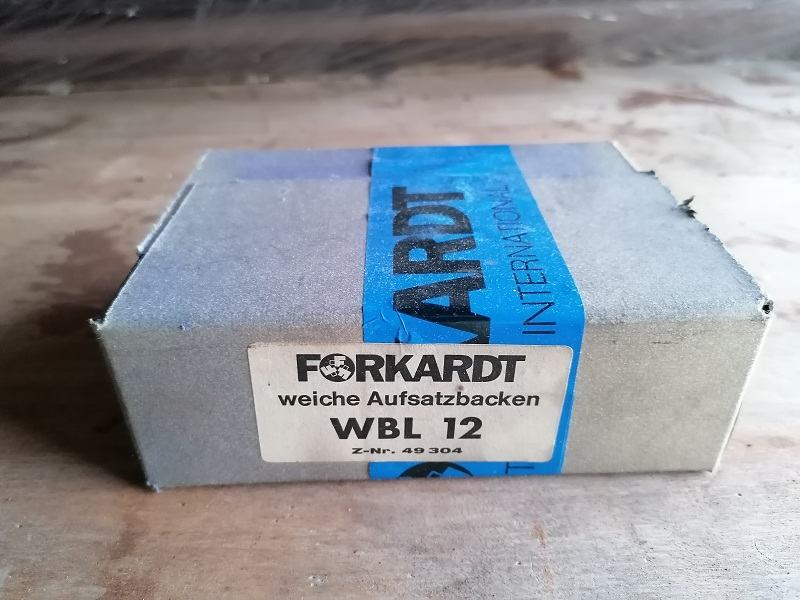 FORKARDT
weiche Aufsatzbacken
WBL 12
Z-Nr. 49 304
ARDT
INTERNATIONAL